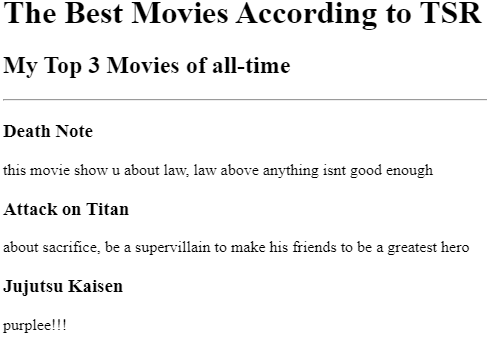 The Best Movies According to TSR
My Top 3 Movies of all-time
Death Note
this movie show u about law, law above anything isnt good enough
Attack on Titan
about sacrifice, be a supervillain to make his friends to be a greatest hero
Jujutsu Kaisen
purplee!!!